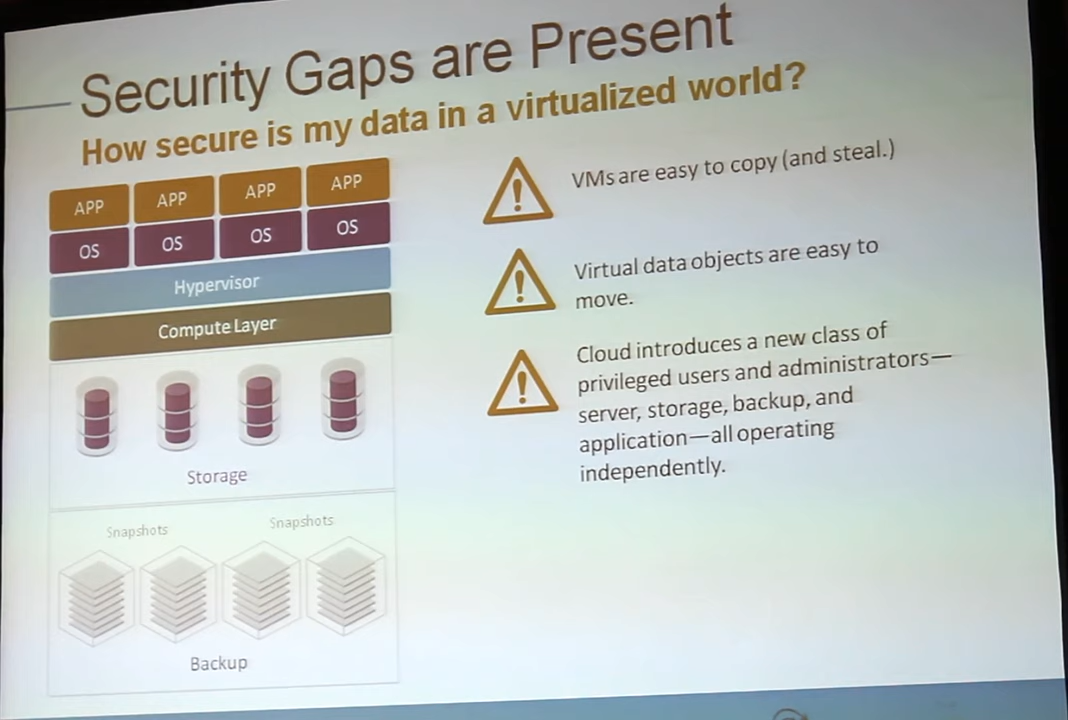 Security Gaps are Present
How secure is my data in a virtualized world?
APP APP APP APP
OS OS OS OS
Hypervisor
Compute Layer
Storage
Snapshots Snapshots
Backup
VMs are easy to copy (and steal.)
Virtual data objects are easy to
move.
Cloud introduces a new class of
privileged users and administrators—
server, storage, backup, and
application—all operating
independently.